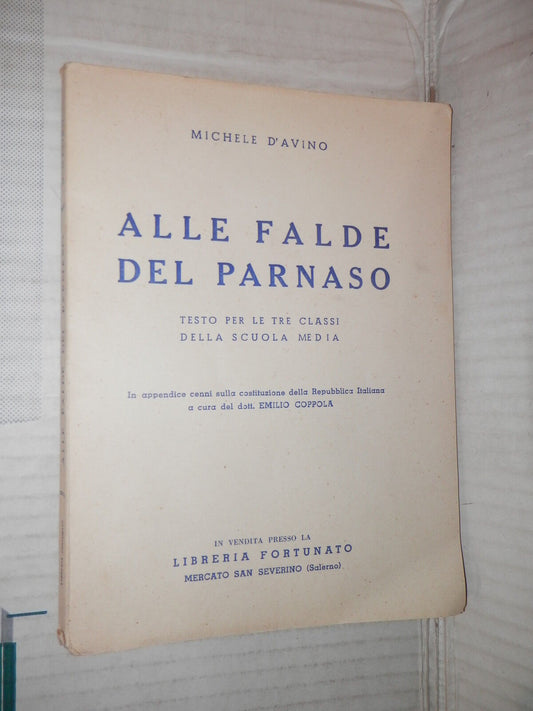 MICHELE D'AVINO
ALLE FALDE
DEL PARNASO
TESTO PER LE TRE CLASSI
DELLA SCUOLA MEDIA
In appendice cenni sulla costituzione della Repubblica Italiana
a cura del dott. EMILIO COPPOLA
IN VENDITA PRESSO LA
LIBRERIA FORTUNATO
MERCATO SAN SEVERINO (Salerno)